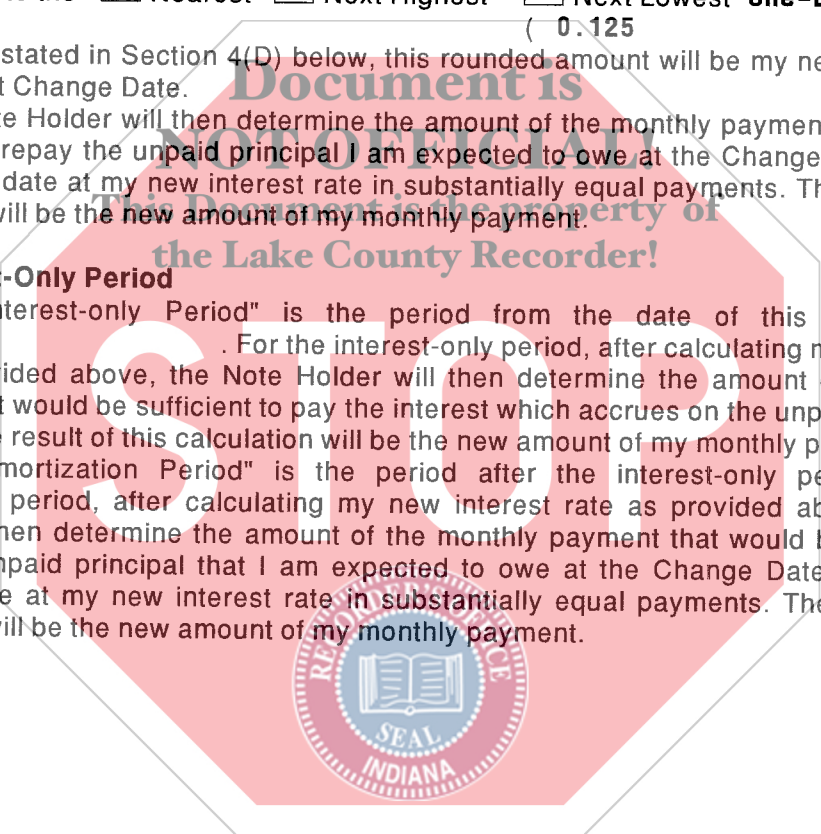 Nearest Next Highest Next Lowest
( 0.125
stated in Section 4(D) below, this rounded amount will be my ne
t Change Date.
Document is
te Holder will then determine the amount of the monthly paymen
NOT OFFICIAL!
repay the unpaid principal I am expected to owe at the Change
date at my new interest rate in substantially equal payments. Th
This Document is the property of
will be the new amount of my monthly payment.
the Lake County Recorder!
-Only Period
nterest-only Period" is the period from the date of this
. For the interest-only period, after calculating m
ided above, the Note Holder will then determine the amount
t would be sufficient to pay the interest which accrues on the unp
e result of this calculation will be the new amount of my monthly p
STOP
mortization Period" is the period after the interest-only pe
period, after calculating my new interest rate as provided ab
hen determine the amount of the monthly payment that would b
npaid principal that I am expected to owe at the Change Date
e at my new interest rate in substantially equal payments. The
will be the new amount of my monthly payment.
RECORDER'S OFFICE
SEAL
INDIANA